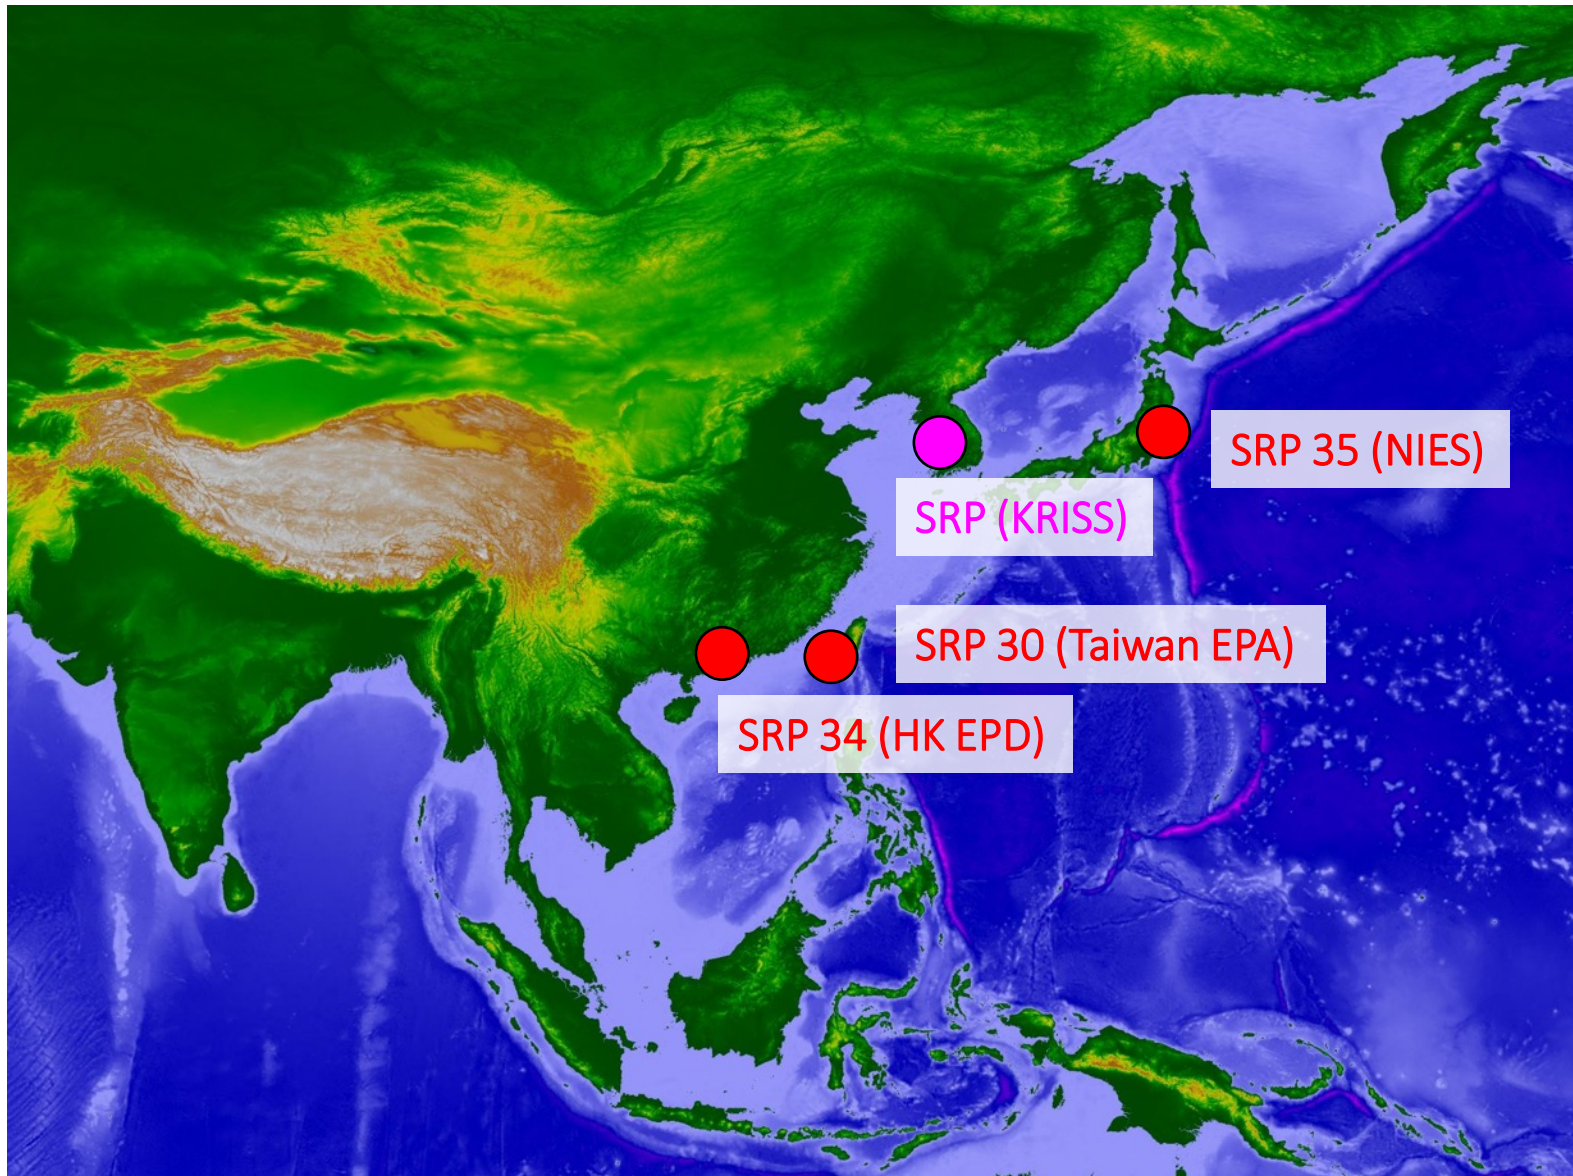 SRP 35 (NIES)
SRP (KRISS)
SRP 30 (Taiwan EPA)
SRP 34 (HK EPD)